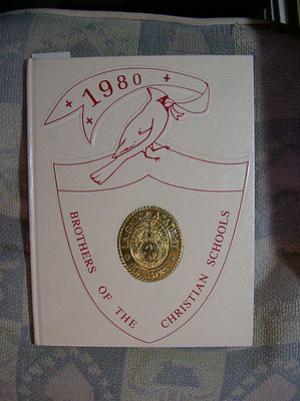 1980
BROTHERS OF THE CHRISTIAN SCHOOLS